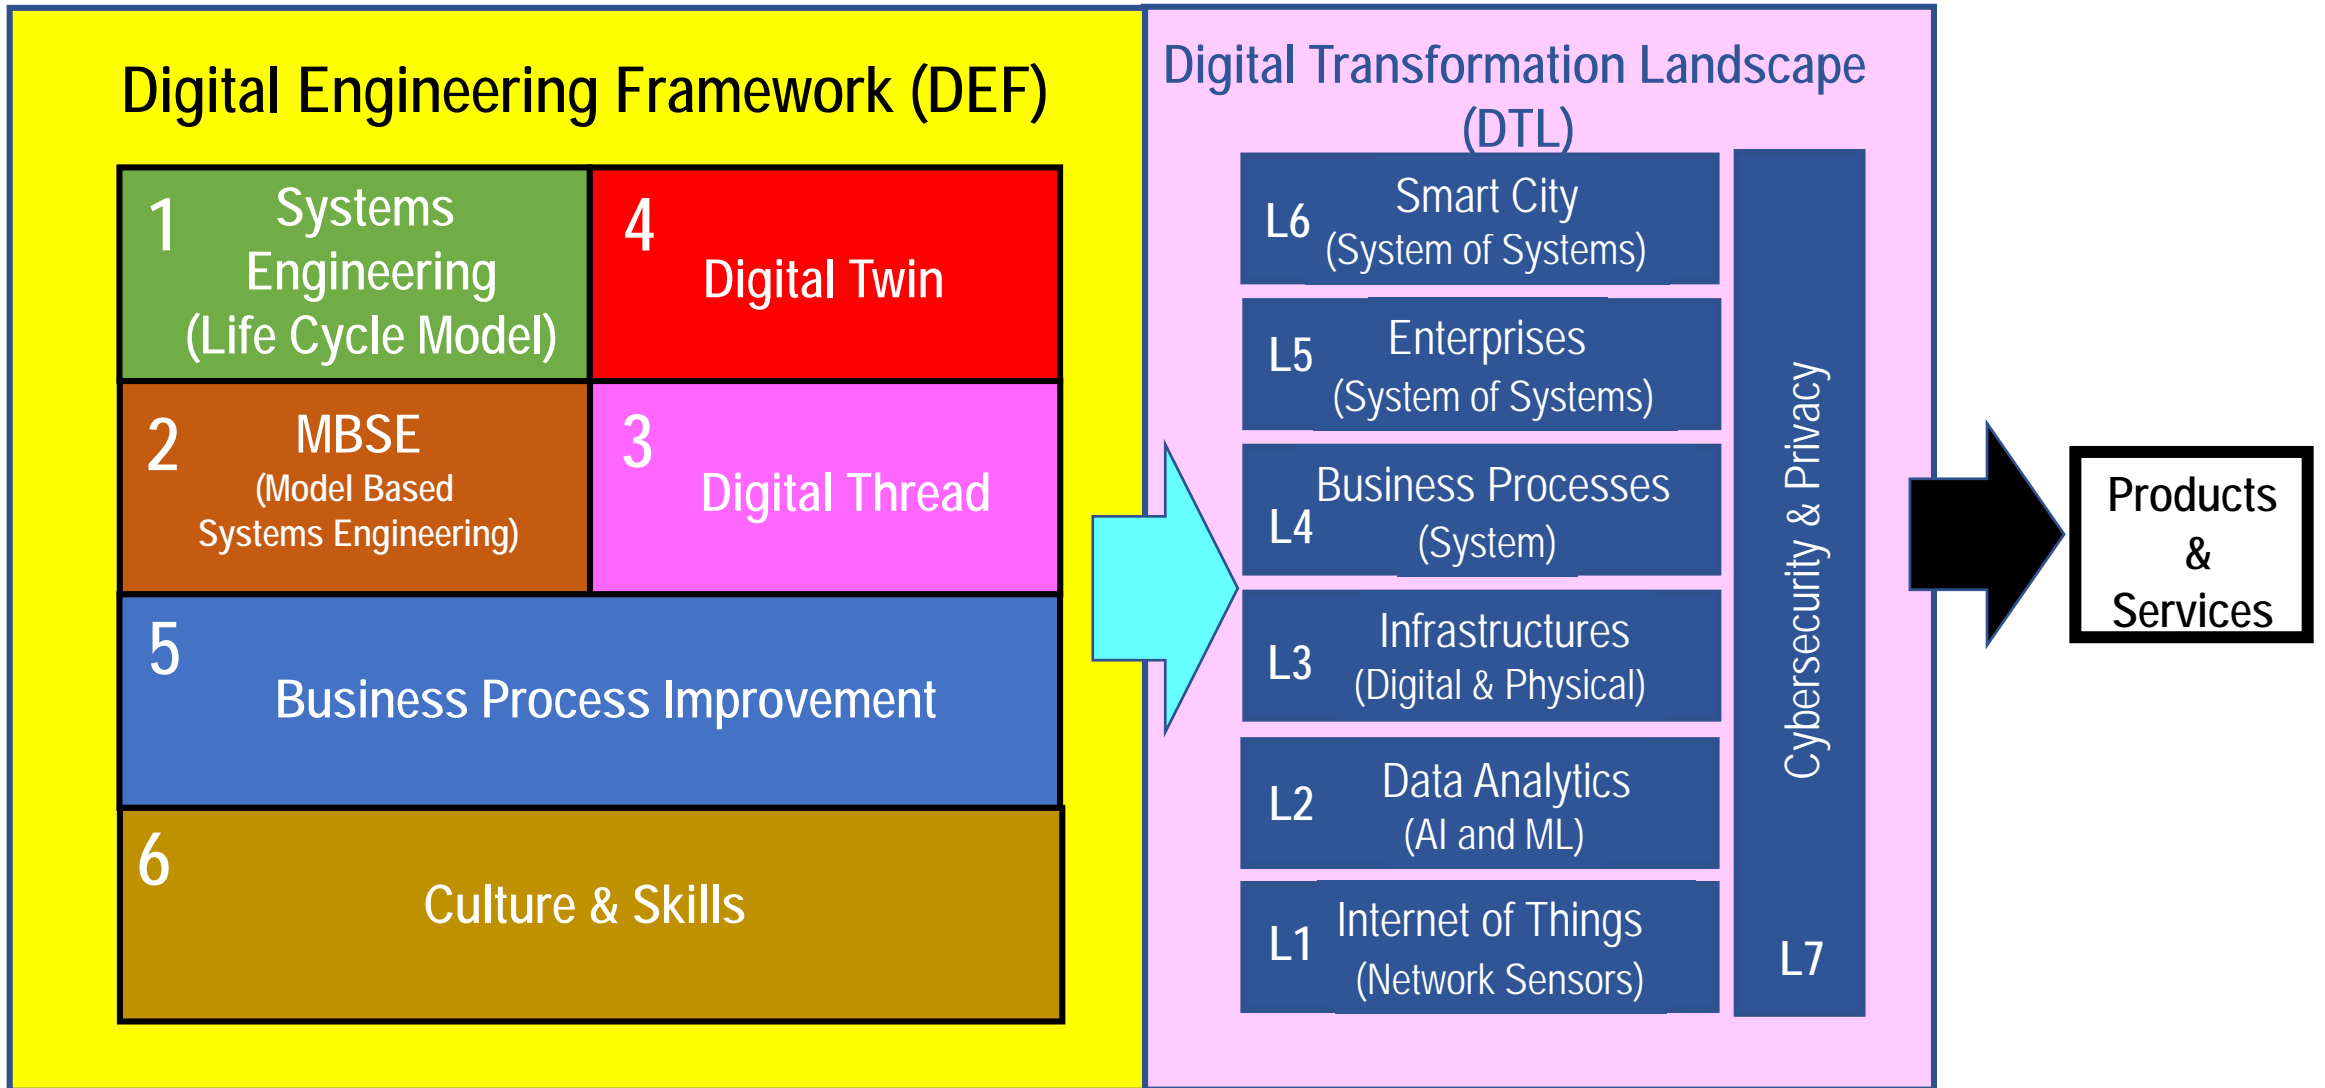 Digital Engineering Framework (DEF)
1
Systems
Engineering
(Life Cycle Model)
4
Digital Twin
2
MBSE
(Model Based
Systems Engineering)
3
Digital Thread
5
Business Process Improvement
6
Culture & Skills
Digital Transformation Landscape
(DTL)
L6
Smart City
(System of Systems)
L5
Enterprises
(System of Systems)
L4
Business Processes
(System)
L3
Infrastructures
(Digital & Physical)
L2
Data Analytics
(AI and ML)
L1
Internet of Things
(Network Sensors)
Cybersecurity & Privacy
L7
Products
&
Services